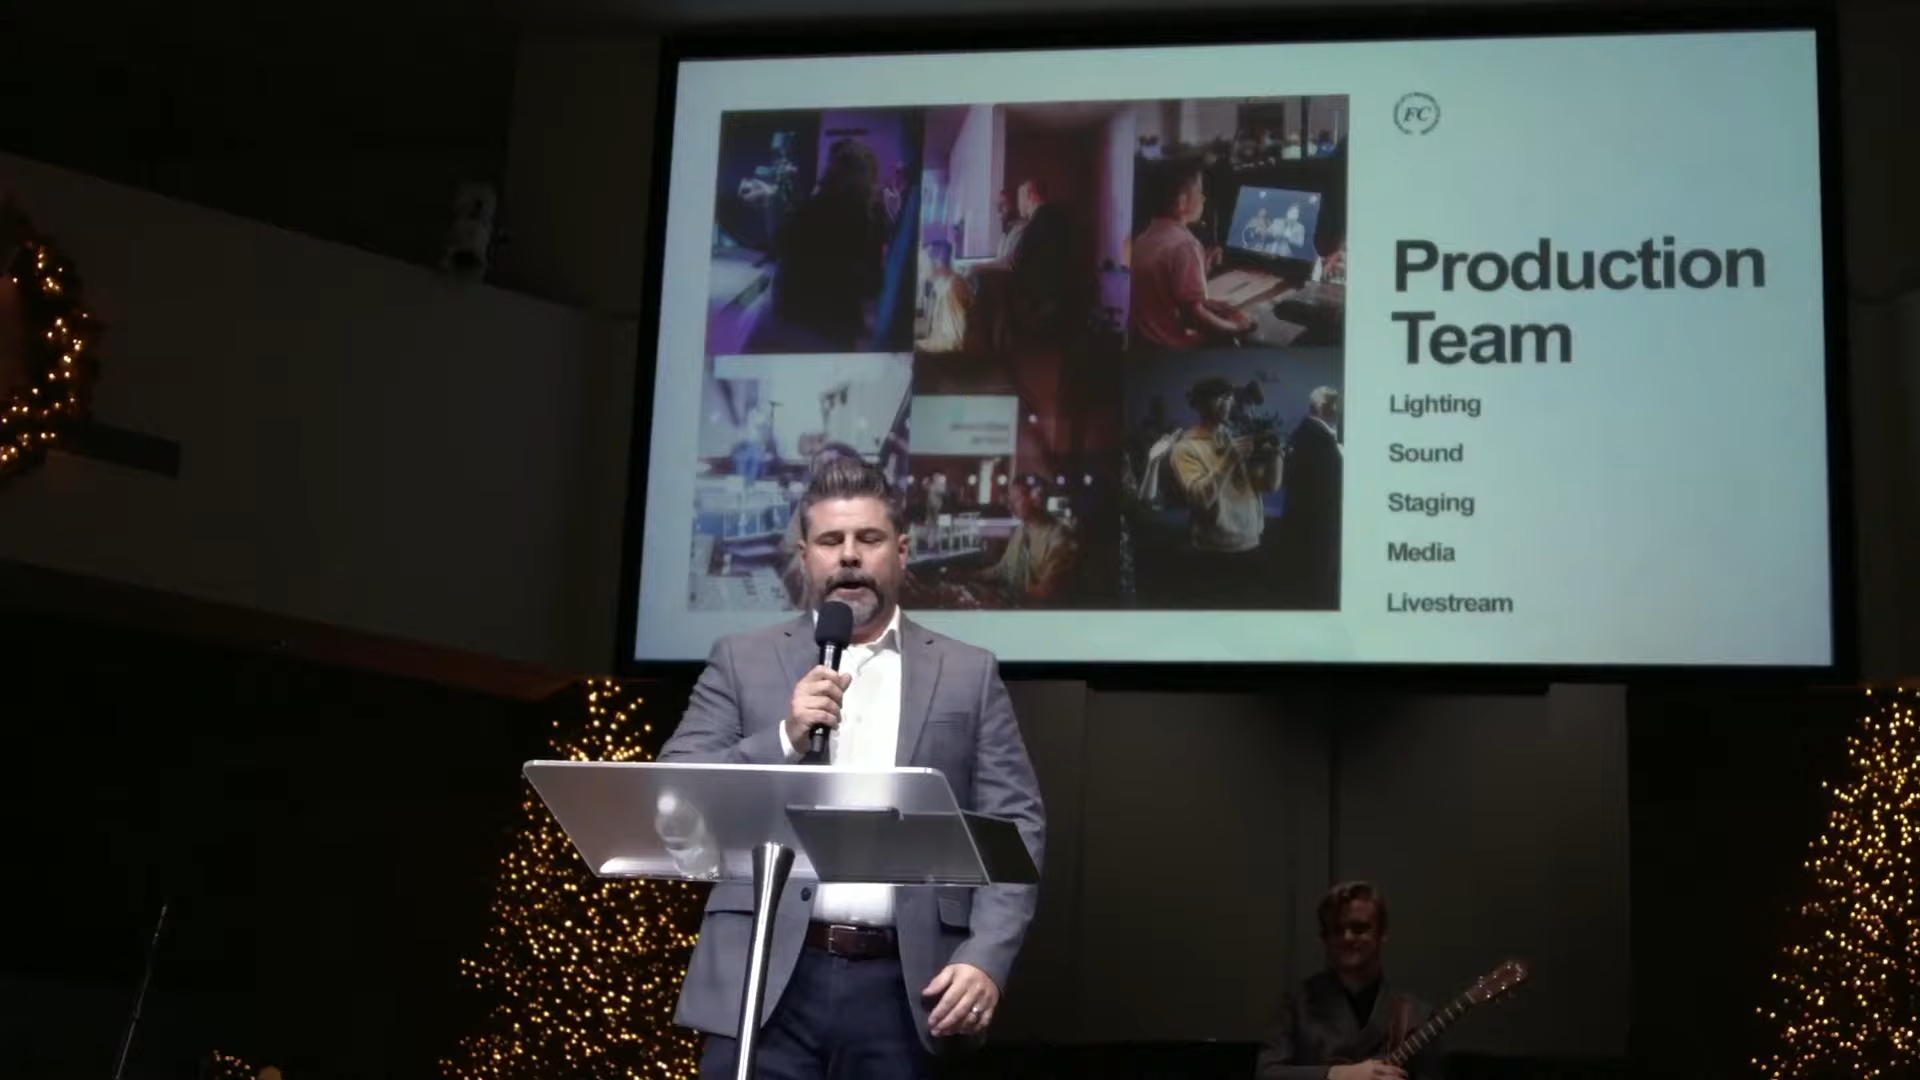 FC
Production
Team
Lighting
Sound
Staging
Media
Livestream